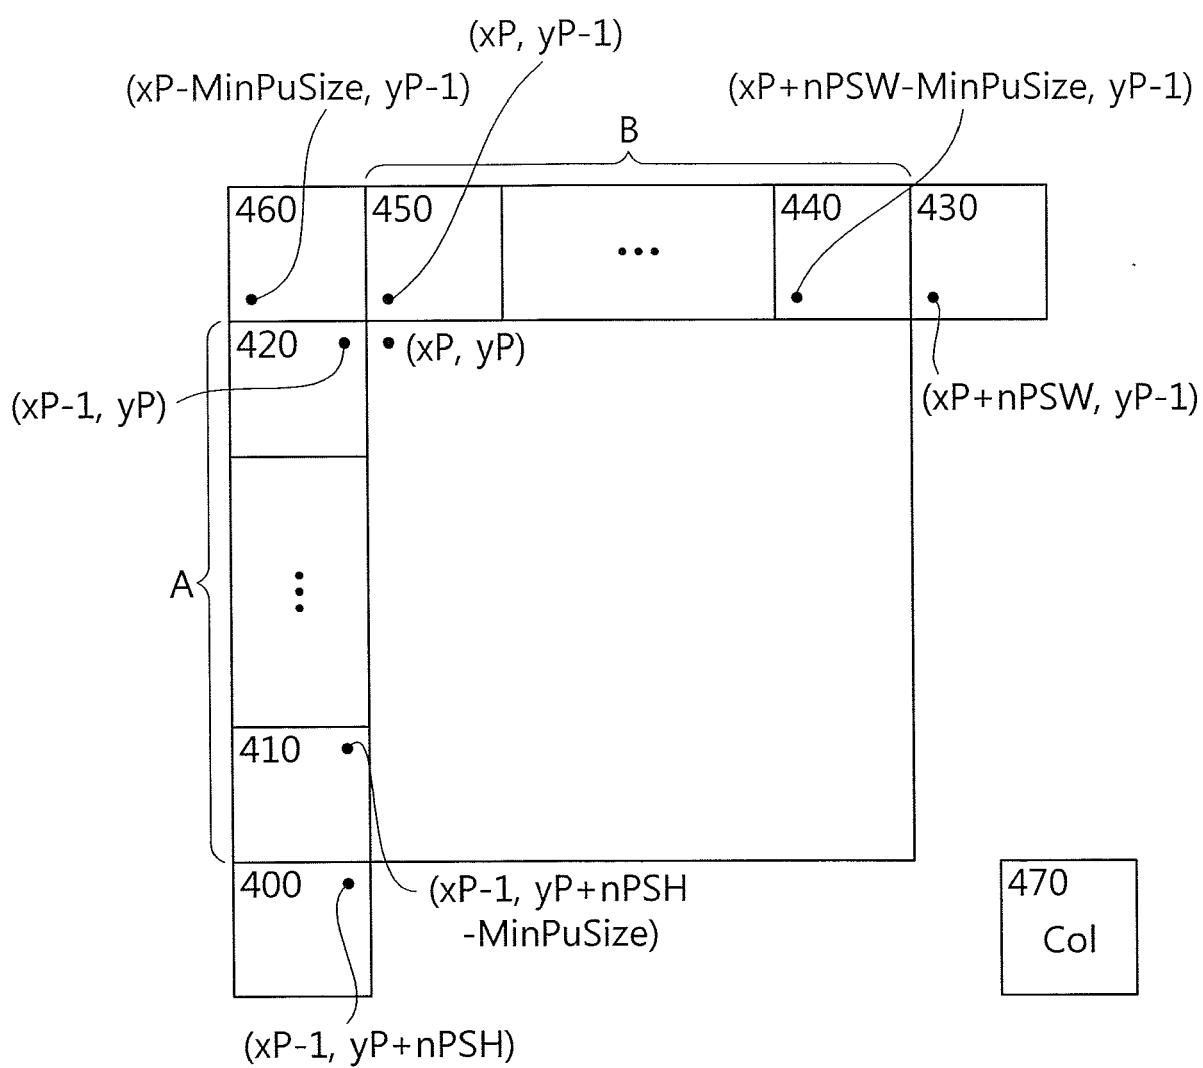 (xP, yP-1)
(xP-MinPuSize, yP-1)
(xP+nPSW-MinPuSize, yP-1)
B
460
450
...
440
430
420
(xP, yP)
(xP-1, yP)
(xP+nPSW, yP-1)
A
410
400
(xP-1, yP+nPSH
-MinPuSize)
470
Col
(xP-1, yP+nPSH)